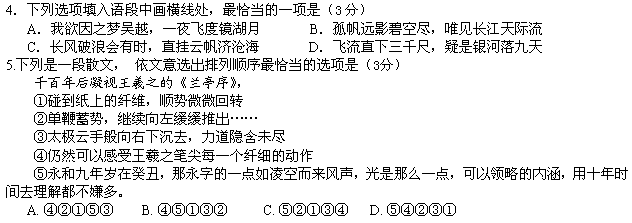 4．下列选项填入语段中画横线处，最恰当的一项是（3 分）
A．我欲因之梦吴越，一夜飞度镜湖月 B．孤帆远影碧空尽，唯见长江天际流
C．长风破浪会有时，直挂云帆济沧海 D．飞流直下三千尺，疑是银河落九天
5.下列是一段散文， 依文意选出排列顺序最恰当的选项是（3分）
千百年后凝视王羲之的《兰亭序》，
①碰到纸上的纤维，顺势微微回转
②单鞭蓄势，继续向左缓缓推出……
③太极云手般向右下沉去，力道隐含未尽
④仍然可以感受王羲之笔尖每一个纤细的动作
⑤永和九年岁在癸丑，那永字的一点如凌空而来风声，光是那么一点，可以领略的内涵，用十年时
间去理解都不嫌多。
A. ④②①⑤③ B. ④⑤①③② C. ⑤②①③④ D. ⑤④②③①